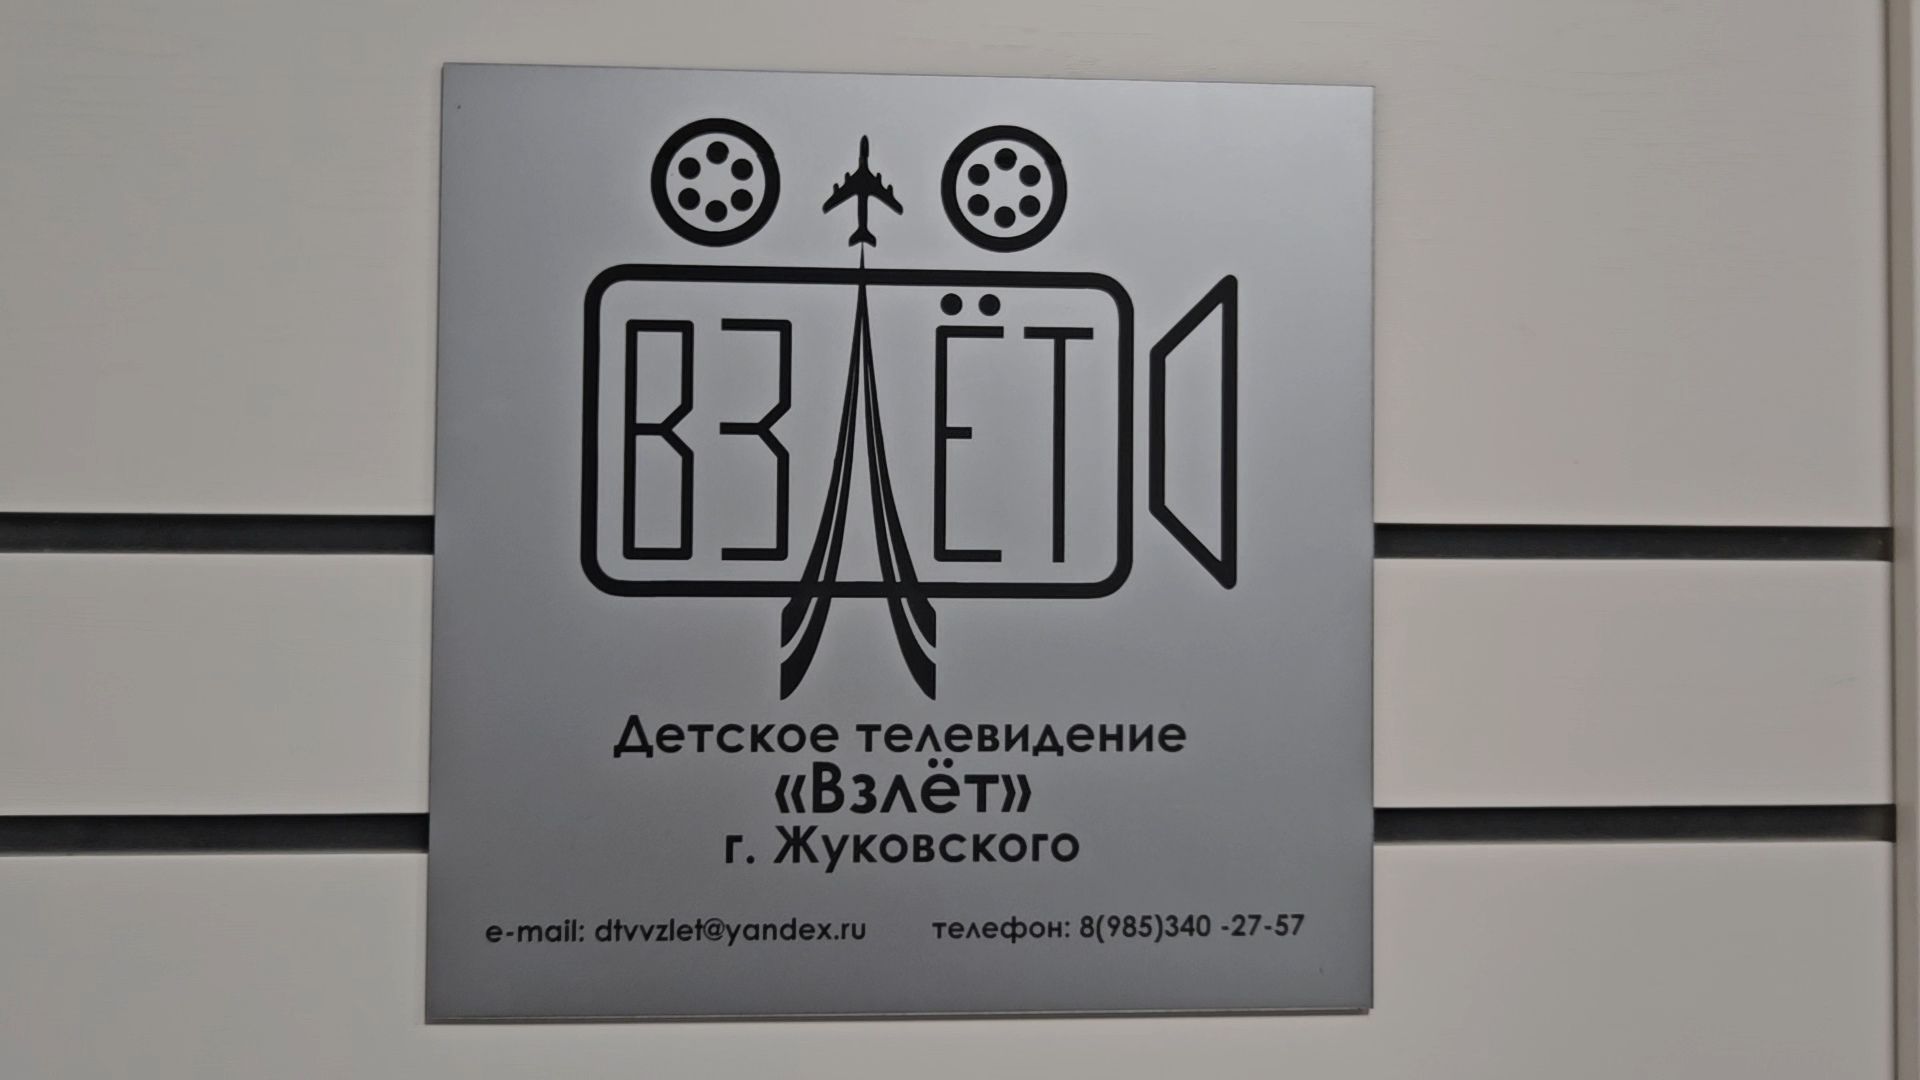 ВЗЛЁТ
Детское телевидение
«Взлёт»
г. Жуковского
e-mail: dtvvzlet@yandex.ru телефон: 8(985)340 -27-57